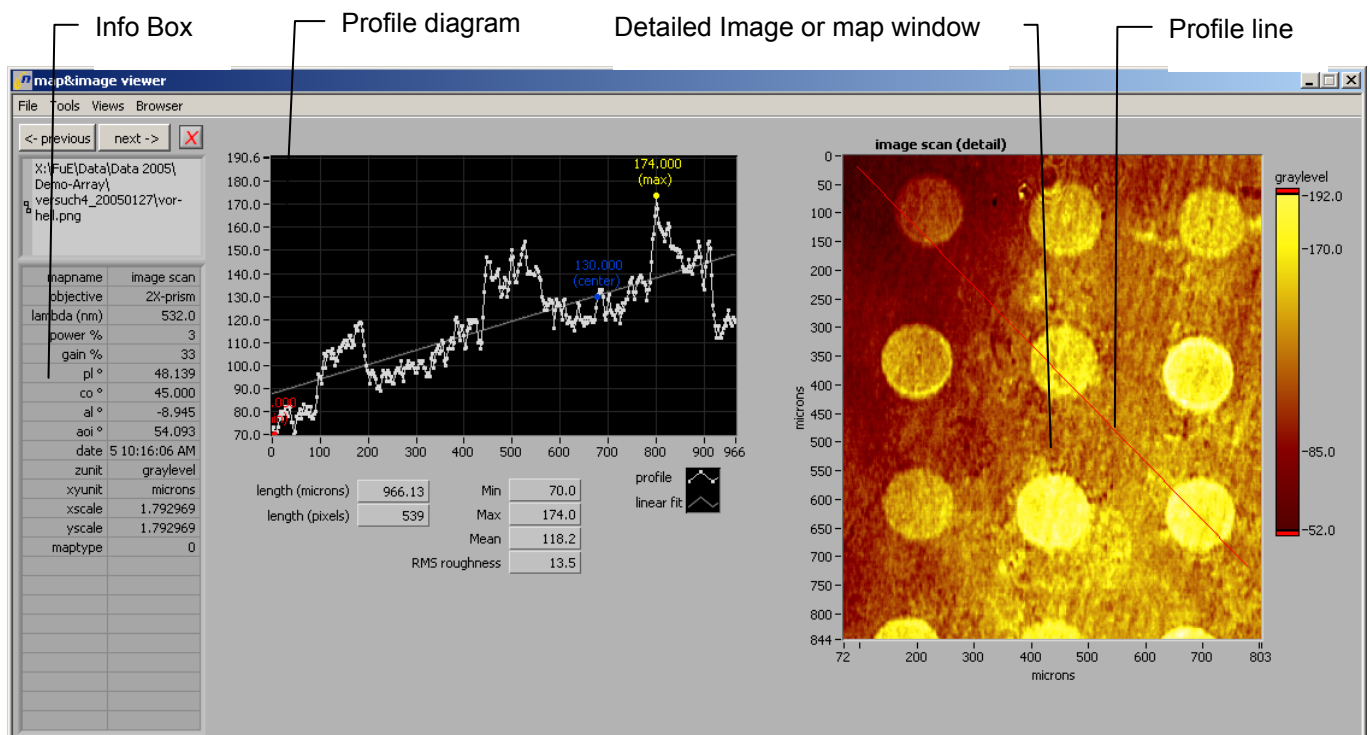 Info Box
Profile diagram
Detailed Image or map window
Profile line
map&image viewer
File Tools Views Browser
<- previous
next ->
X
X:\FuE\Data\Data 2005\
Demo-Array\
versuch4_20050127\vor-
hell.png
mapname image scan
objective 2X-prism
lambda (nm) 532.0
power % 3
gain % 33
pl ° 48.139
co ° 45.000
al ° -8.945
aoi ° 54.093
date 5 10:16:06 AM
zunit graylevel
xyunit microns
xscale 1.792969
yscale 1.792969
maptype 0
190.6
180.0
170.0
160.0
150.0
140.0
130.0
120.0
110.0
100.0
90.0
80.0
70.0
174.000
(max)
130.000
(center)
.000
0 100 200 300 400 500 600 700 800 900 966
length (microns) 966.13
length (pixels) 539
Min 70.0
Max 174.0
Mean 118.2
RMS roughness 13.5
profile
linear fit
image scan (detail)
0
50
100
150
200
250
300
350
400
450
500
550
600
650
700
750
800
844
microns
72 200 300 400 500 600 700 803
microns
graylevel
192.0
170.0
85.0
52.0